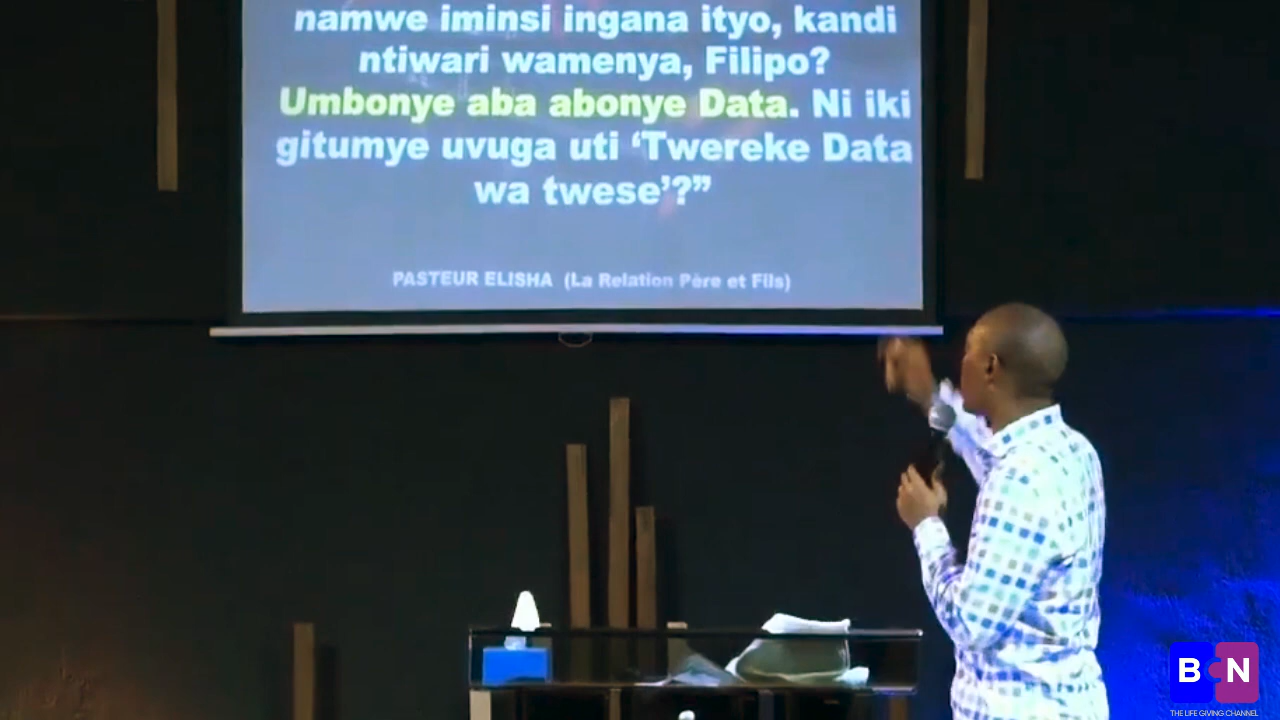 namwe iminsi ingana ityo, kandi
ntiwari wamenya, Filipo?
Umbonye aba abonye Data. Ni iki
gitumye uvuga uti ‘Twereke Data
wa twese’?”
PASTEUR ELISHA (La Relation Père et Fils)
BEN
THE LIFE GIVING CHANNEL